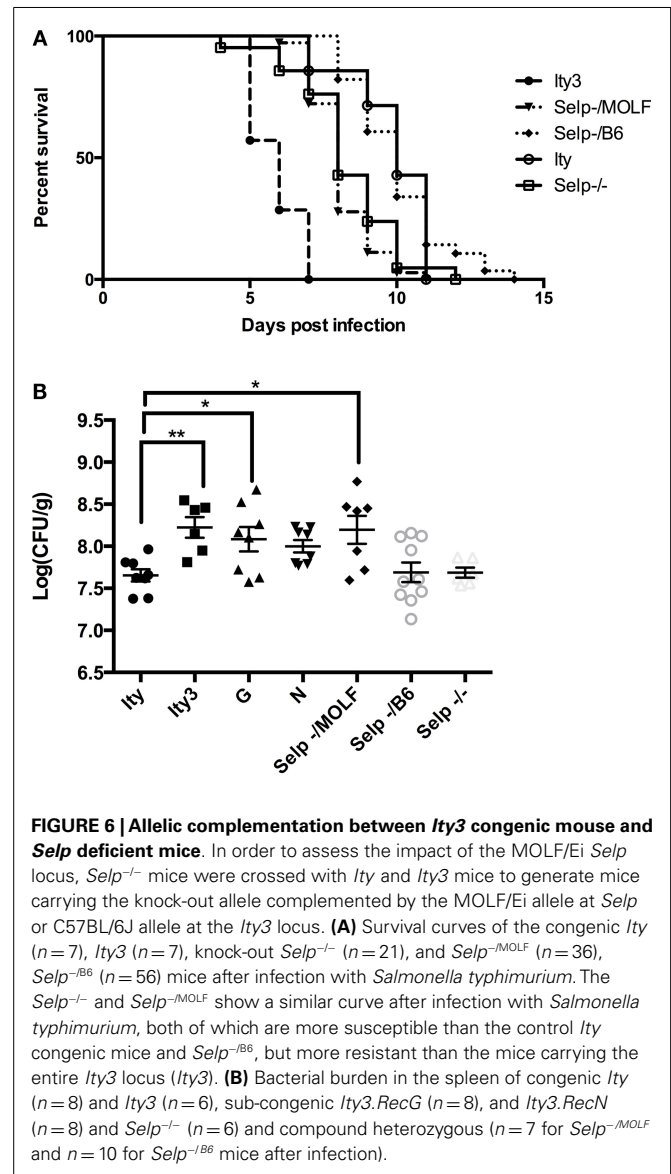 A
100
50
0
Percent survival
0
5
10
15
Days post infection
Ity3
Selp-/MOLF
Selp-/B6
Ity
Selp-/-
B
9.5
9.0
8.5
8.0
7.5
7.0
6.5
Log(CFU/g)
*
*
**
Ity
Ity3
G
N
Selp -/MOLF
Selp -/B6
Selp -/-
FIGURE 6 | Allelic complementation between Ity3 congenic mouse and
Selp deficient mice. In order to assess the impact of the MOLF/Ei Selp
locus, Selp−/− mice were crossed with Ity and Ity3 mice to generate mice
carrying the knock-out allele complemented by the MOLF/Ei allele at Selp
or C57BL/6J allele at the Ity3 locus. (A) Survival curves of the congenic Ity
(n = 7), Ity3 (n = 7), knock-out Selp−/− (n = 21), and Selp−/MOLF (n = 36),
Selp−/B6 (n = 56) mice after infection with Salmonella typhimurium. The
Selp−/− and Selp−/MOLF show a similar curve after infection with Salmonella
typhimurium, both of which are more susceptible than the control Ity
congenic mice and Selp−/B6, but more resistant than the mice carrying the
entire Ity3 locus (Ity3). (B) Bacterial burden in the spleen of congenic Ity
(n = 8) and Ity3 (n = 6), sub-congenic Ity3.RecG (n = 8), and Ity3.RecN
(n = 8) and Selp−/− (n = 6) and compound heterozygous (n = 7 for Selp−/MOLF
and n = 10 for Selp−/B6 mice after infection).